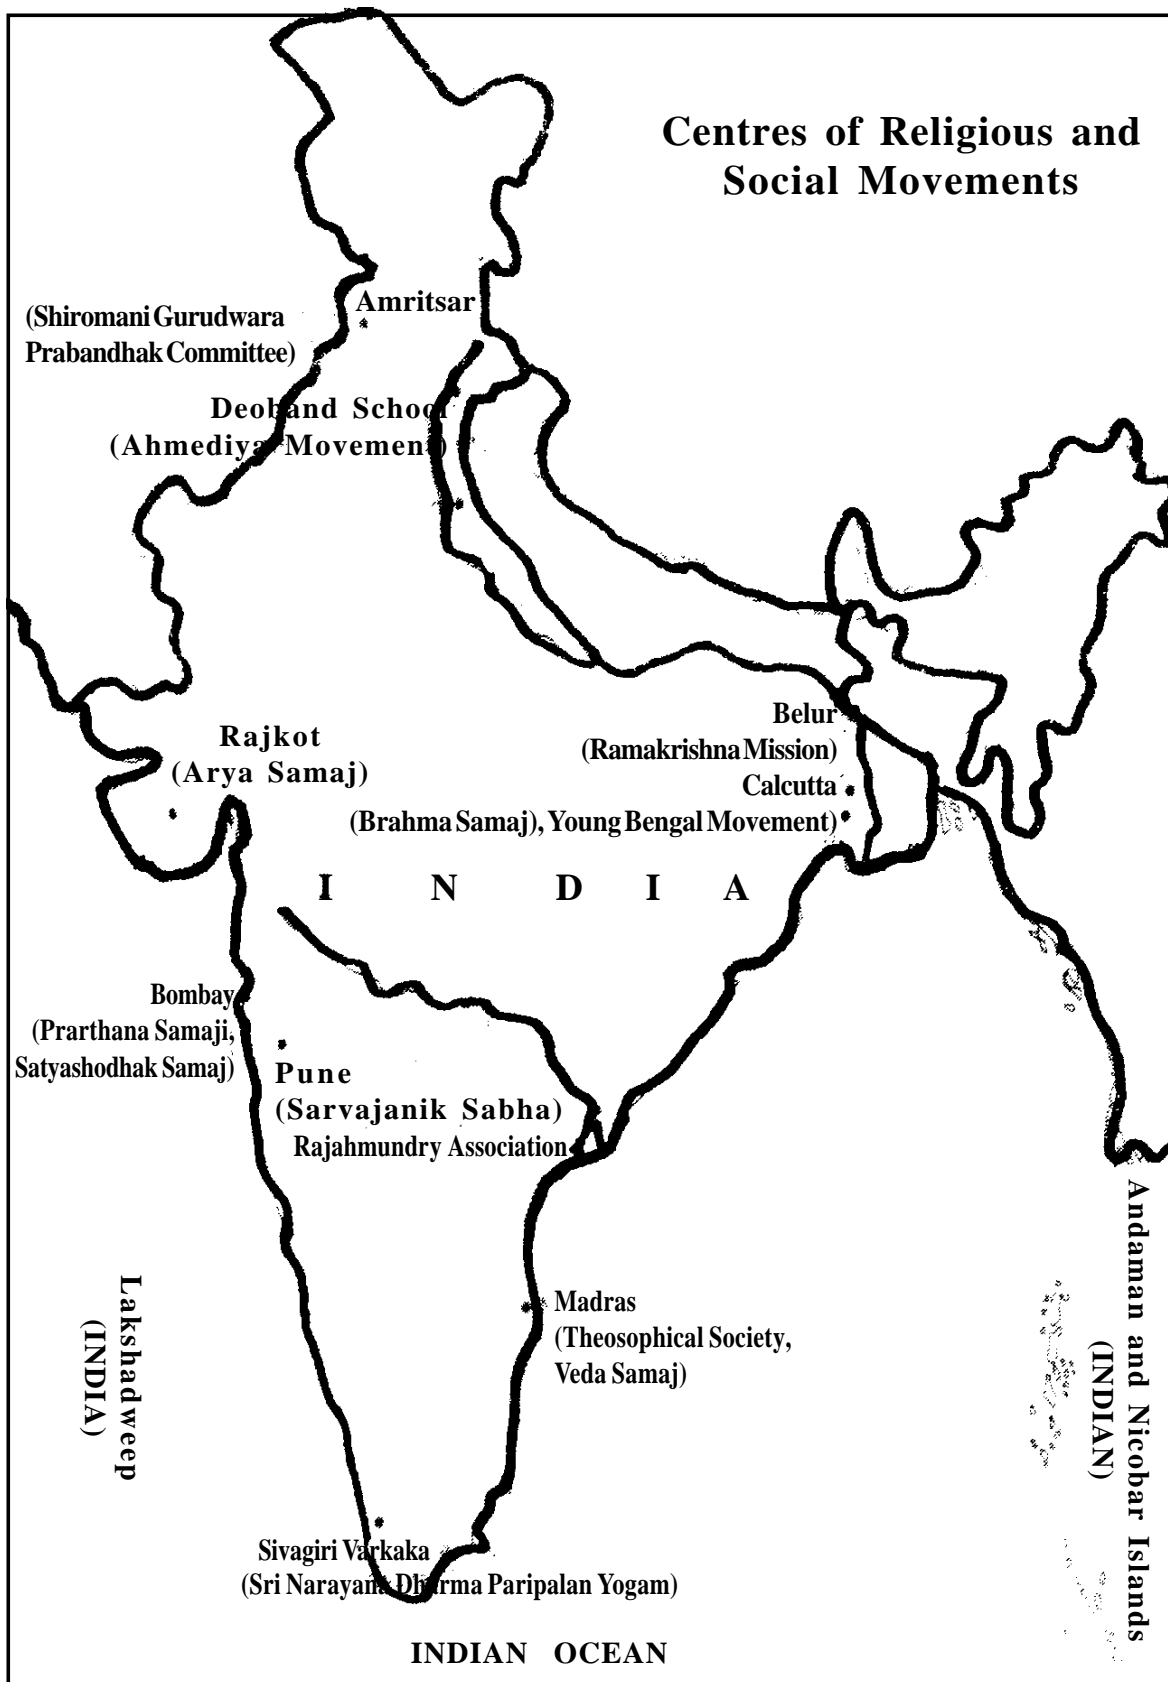 Centres of Religious and
Social Movements
Amritsar
(Shiromani Gurudwara
Prabandhak Committee)
Deoband School
(Ahmediya Movement)
Belur
(Ramakrishna Mission)
Calcutta
(Brahma Samaj), Young Bengal Movement)
Rajkot
(Arya Samaj)
I N D I A
Bombay
(Prarthana Samaji,
Satyashodhak Samaj)
Pune
(Sarvajanik Sabha)
Rajahmundry Association
Madras
(Theosophical Society,
Veda Samaj)
Lakshadweep
(INDIA)
Andaman and Nicobar Islands
(INDIAN)
Sivagiri Varkaka
(Sri Narayana Dharma Paripalan Yogam)
INDIAN OCEAN